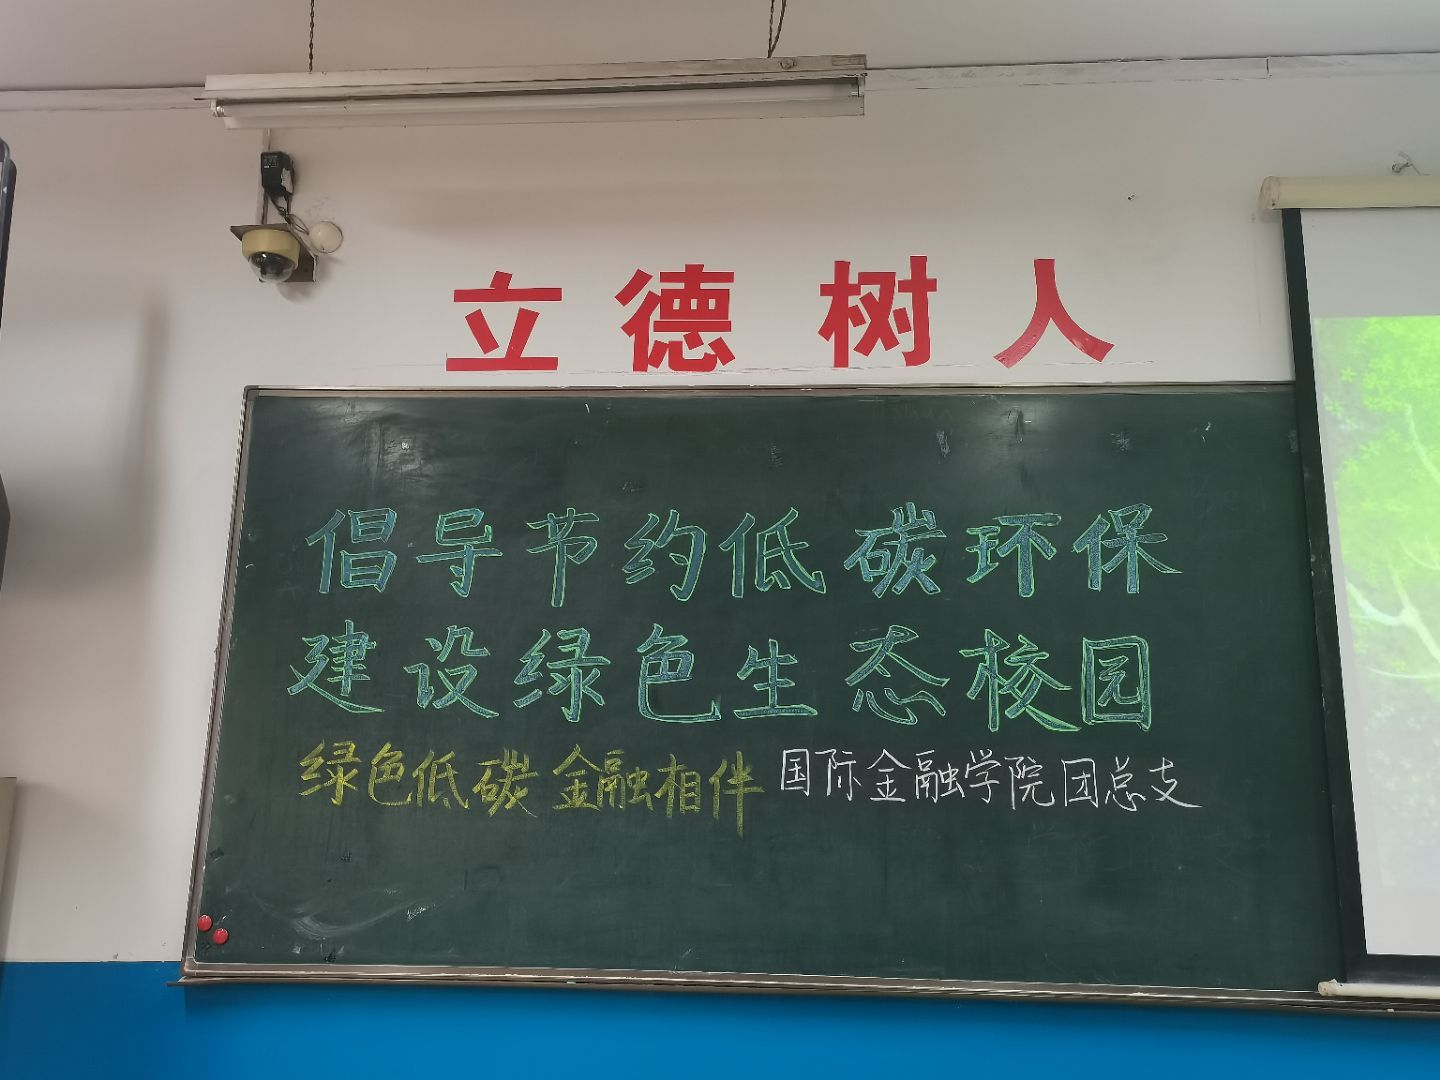 立德树人
倡导节约低碳环保
建设绿色生态校园
绿色低碳 金融相伴 国际金融学院团总支